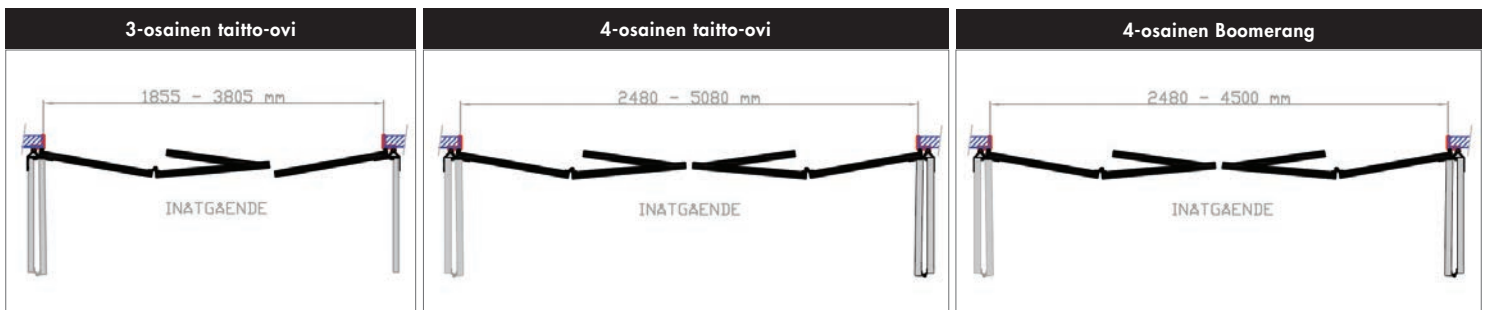 3-osainen taitto-ovi
4-osainen taitto-ovi
4-osainen Boomerang
1855 - 3805 mm
2480 - 5080 mm
2480 - 4500 mm
INÅTGÅENDE
INÅTGÅENDE
INÅTGÅENDE